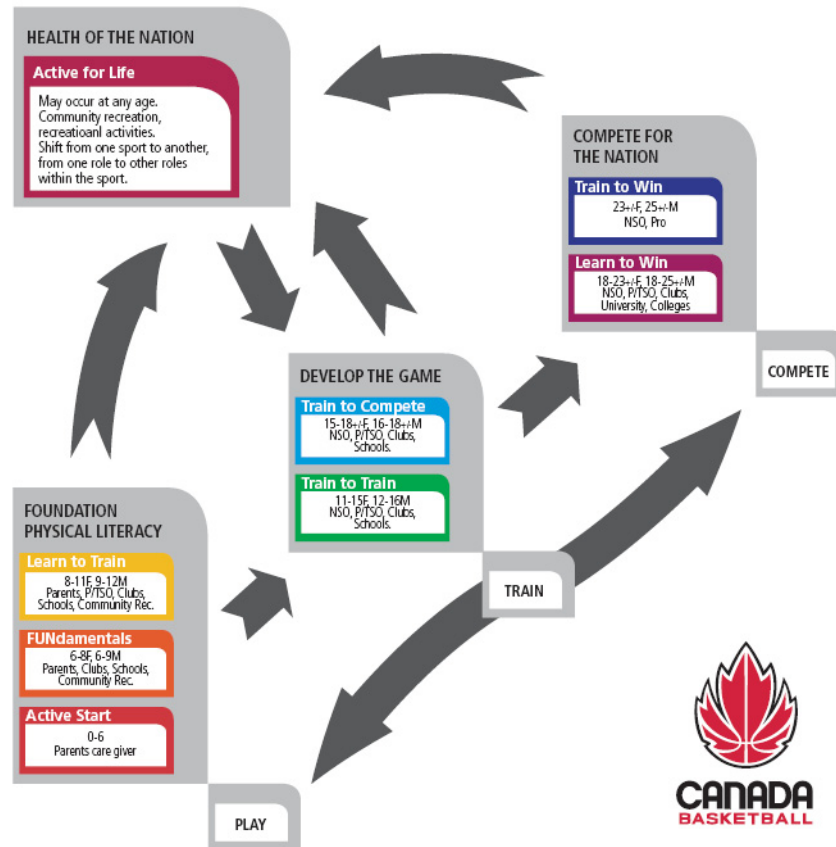 HEALTH OF THE NATION
Active for Life
May occur at any age.
Community recreation,
recreatioanl activities.
Shift from one sport to another,
from one role to other roles
within the sport.
COMPETE FOR
THE NATION
Train to Win
23+/-F, 25+/-M
NSO, Pro
Learn to Win
18-23+/-F, 18-25+/-M
NSO, P/TSO, Clubs,
University, Colleges
COMPETE
DEVELOP THE GAME
Train to Compete
15-18+/-F, 16-18+/-M
NSO, P/TSO, Clubs,
Schools.
Train to Train
11-15F, 12-16M
NSO, P/TSO, Clubs,
Schools.
TRAIN
FOUNDATION
PHYSICAL LITERACY
Learn to Train
8-11F, 9-12M
Parents, P/TSO, Clubs,
Schools, Community Rec.
FUNdamentals
6-8F, 6-9M
Parents, Clubs, Schools,
Community Rec.
Active Start
0-6
Parents care giver
PLAY
CANADA
BASKETBALL